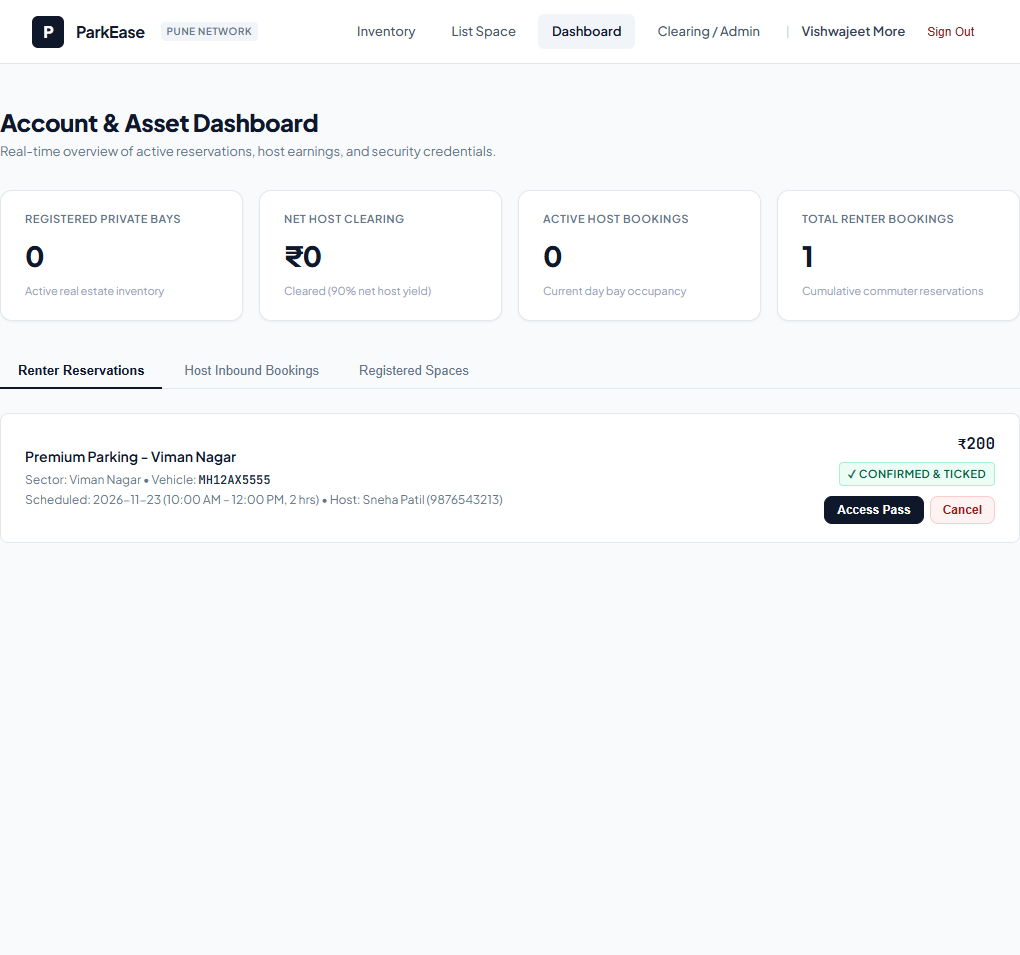 P ParkEase PUNE NETWORK Inventory List Space Dashboard Clearing / Admin | Vishwajeet More Sign Out
Account & Asset Dashboard
Real-time overview of active reservations, host earnings, and security credentials.
REGISTERED PRIVATE BAYS
0
Active real estate inventory
NET HOST CLEARING
₹0
Cleared (90% net host yield)
ACTIVE HOST BOOKINGS
0
Current day bay occupancy
TOTAL RENTER BOOKINGS
1
Cumulative commuter reservations
Renter Reservations Host Inbound Bookings Registered Spaces
Premium Parking - Viman Nagar
Sector: Viman Nagar • Vehicle: MH12AX5555
Scheduled: 2026-11-23 (10:00 AM - 12:00 PM, 2 hrs) • Host: Sneha Patil (9876543213)
₹200
✓ CONFIRMED & TICKED
Access Pass Cancel